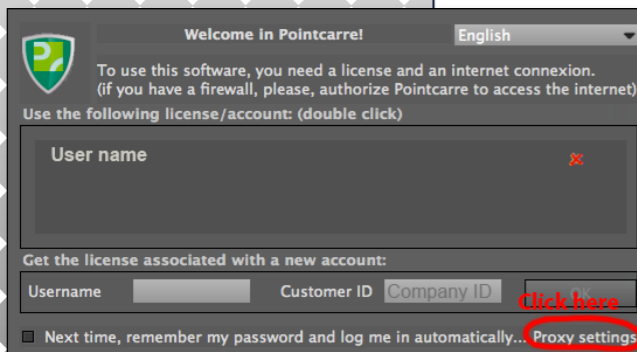 Welcome in Pointcarre!
English
To use this software, you need a license and an internet connexion.
(if you have a firewall, please, authorize Pointcarre to access the internet)
Use the following license/account: (double click)
User name
Get the license associated with a new account:
Username
Customer ID
Company ID
OK
Click here
Next time, remember my password and log me in automatically...
Proxy settings